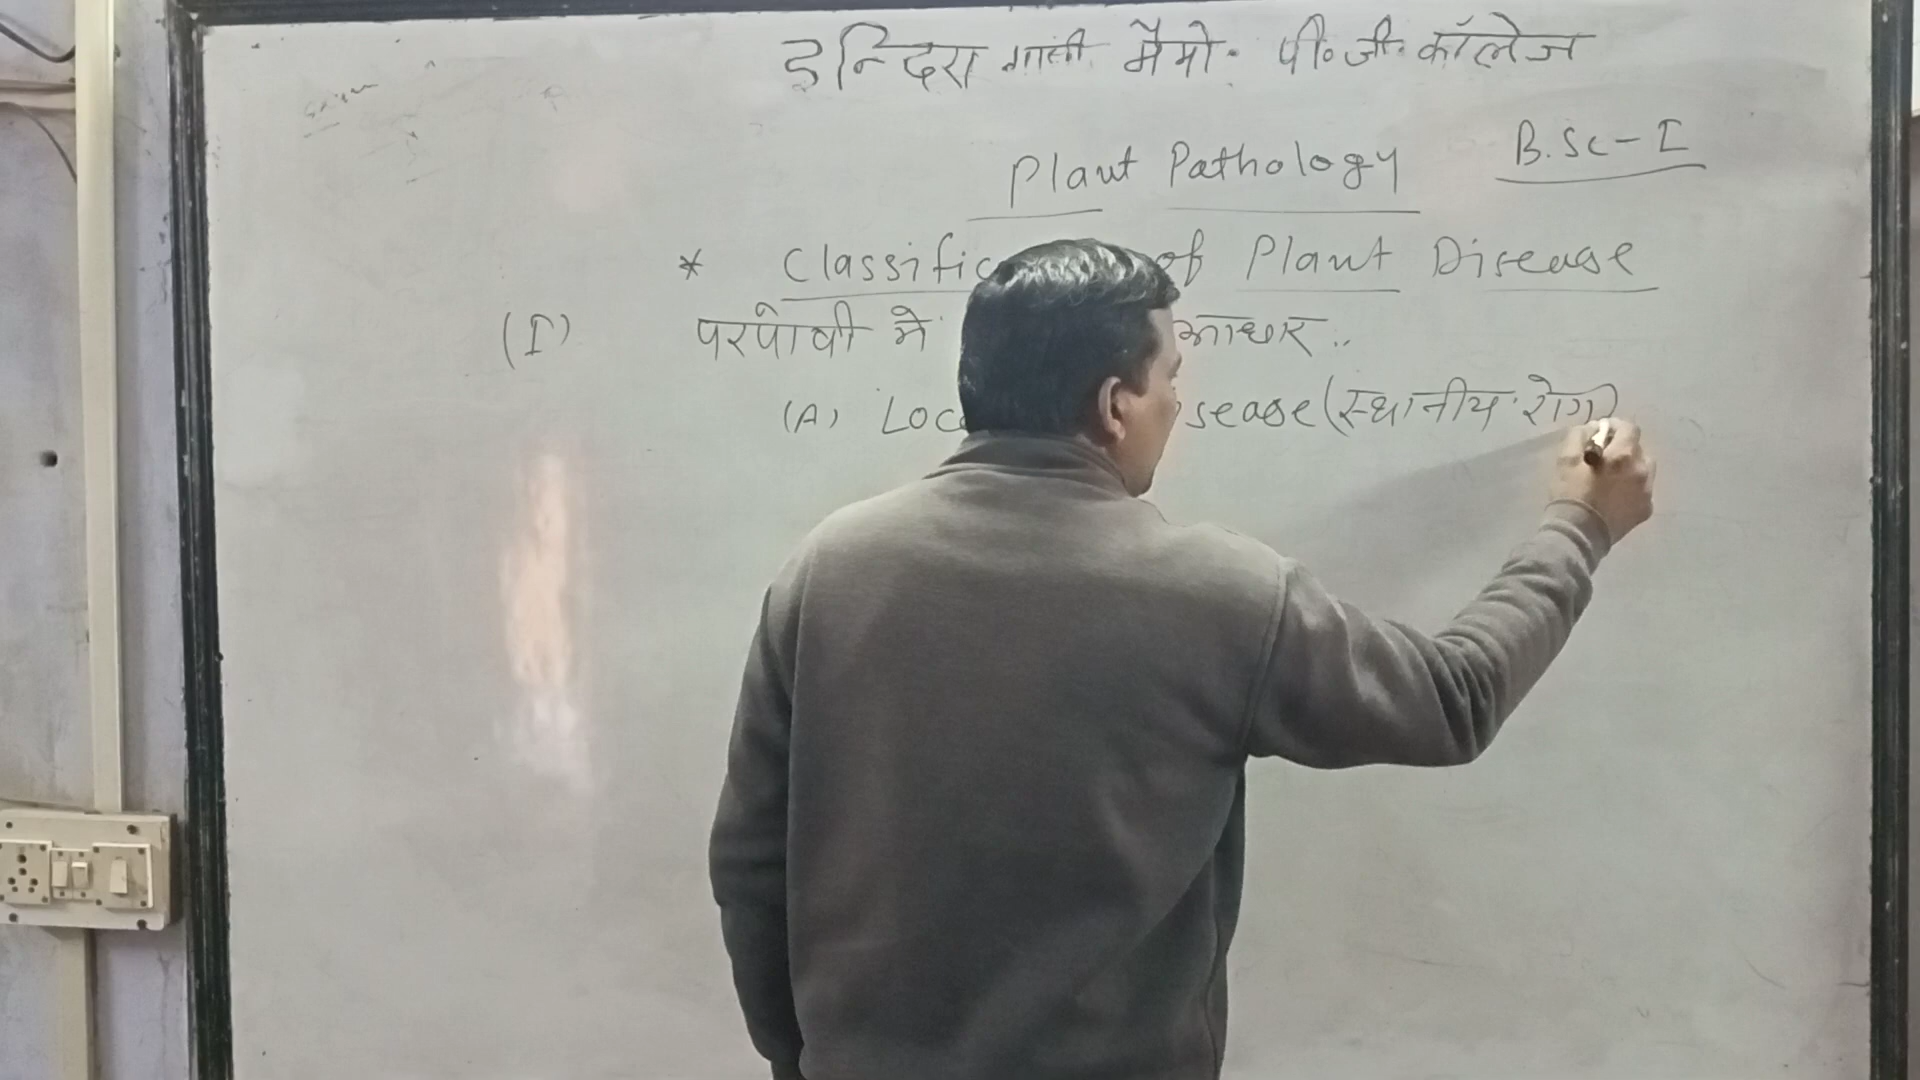 इन्दिरा गांधी मैमो. पी.जी. कॉलेज
Plant Pathology B.Sc-I
* Classific of Plant Disease
(I) परपोषी में आधार..
(A) Loc sease (स्थानीय रोग)